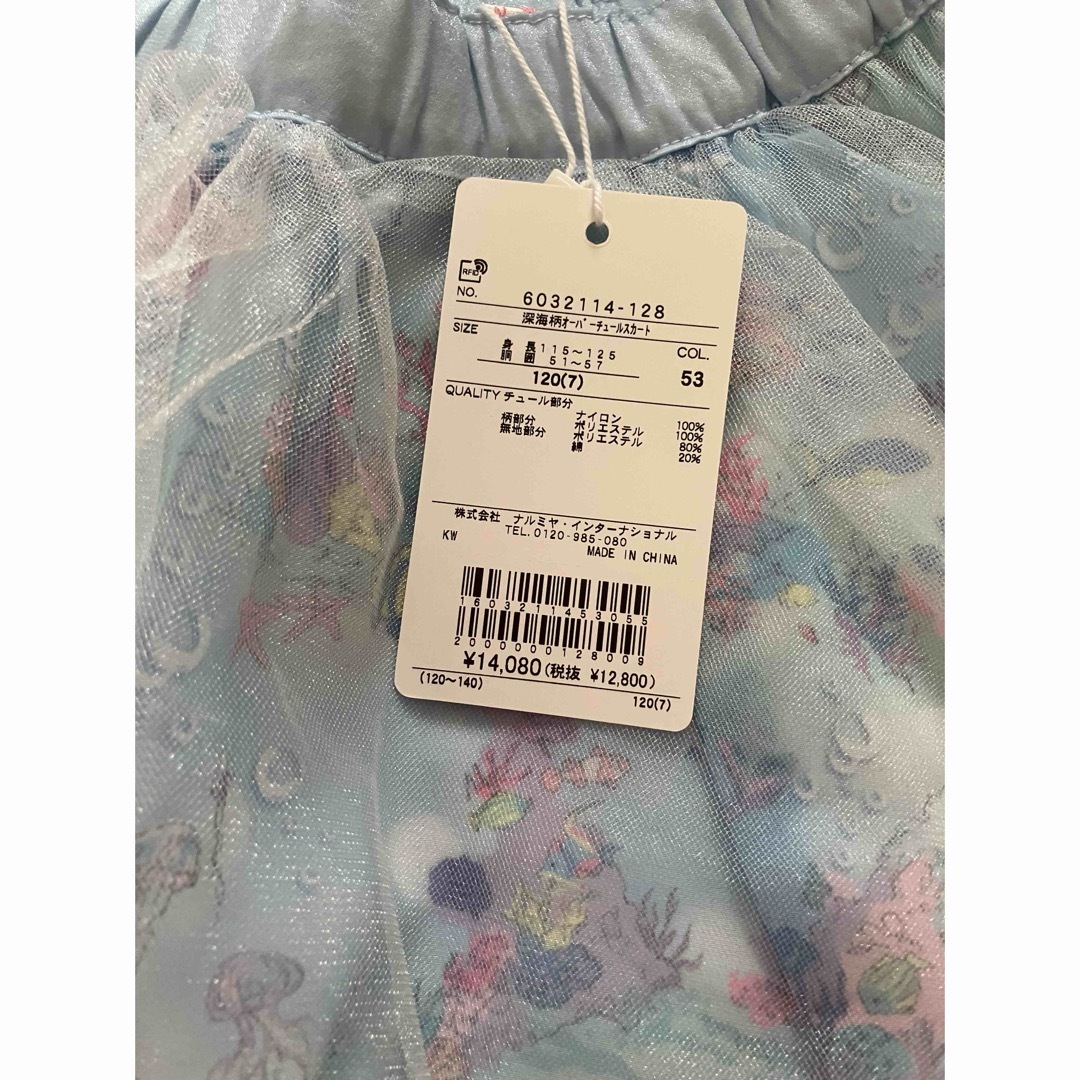 RFID
NO. 6032114-128
深海柄オーバーチュールスカート
SIZE
身長 115〜125
胴囲 51〜57
120(7)
COL.
53
QUALITY チュール部分
ナイロン 100%
柄部分 ポリエステル 100%
無地部分 ポリエステル 80%
綿 20%
株式会社 ナルミヤ・インターナショナル
TEL.0120-985-080
KW MADE IN CHINA
1603211453055
2000000128009
¥14,080(税抜 ¥12,800)
(120〜140) 120(7)